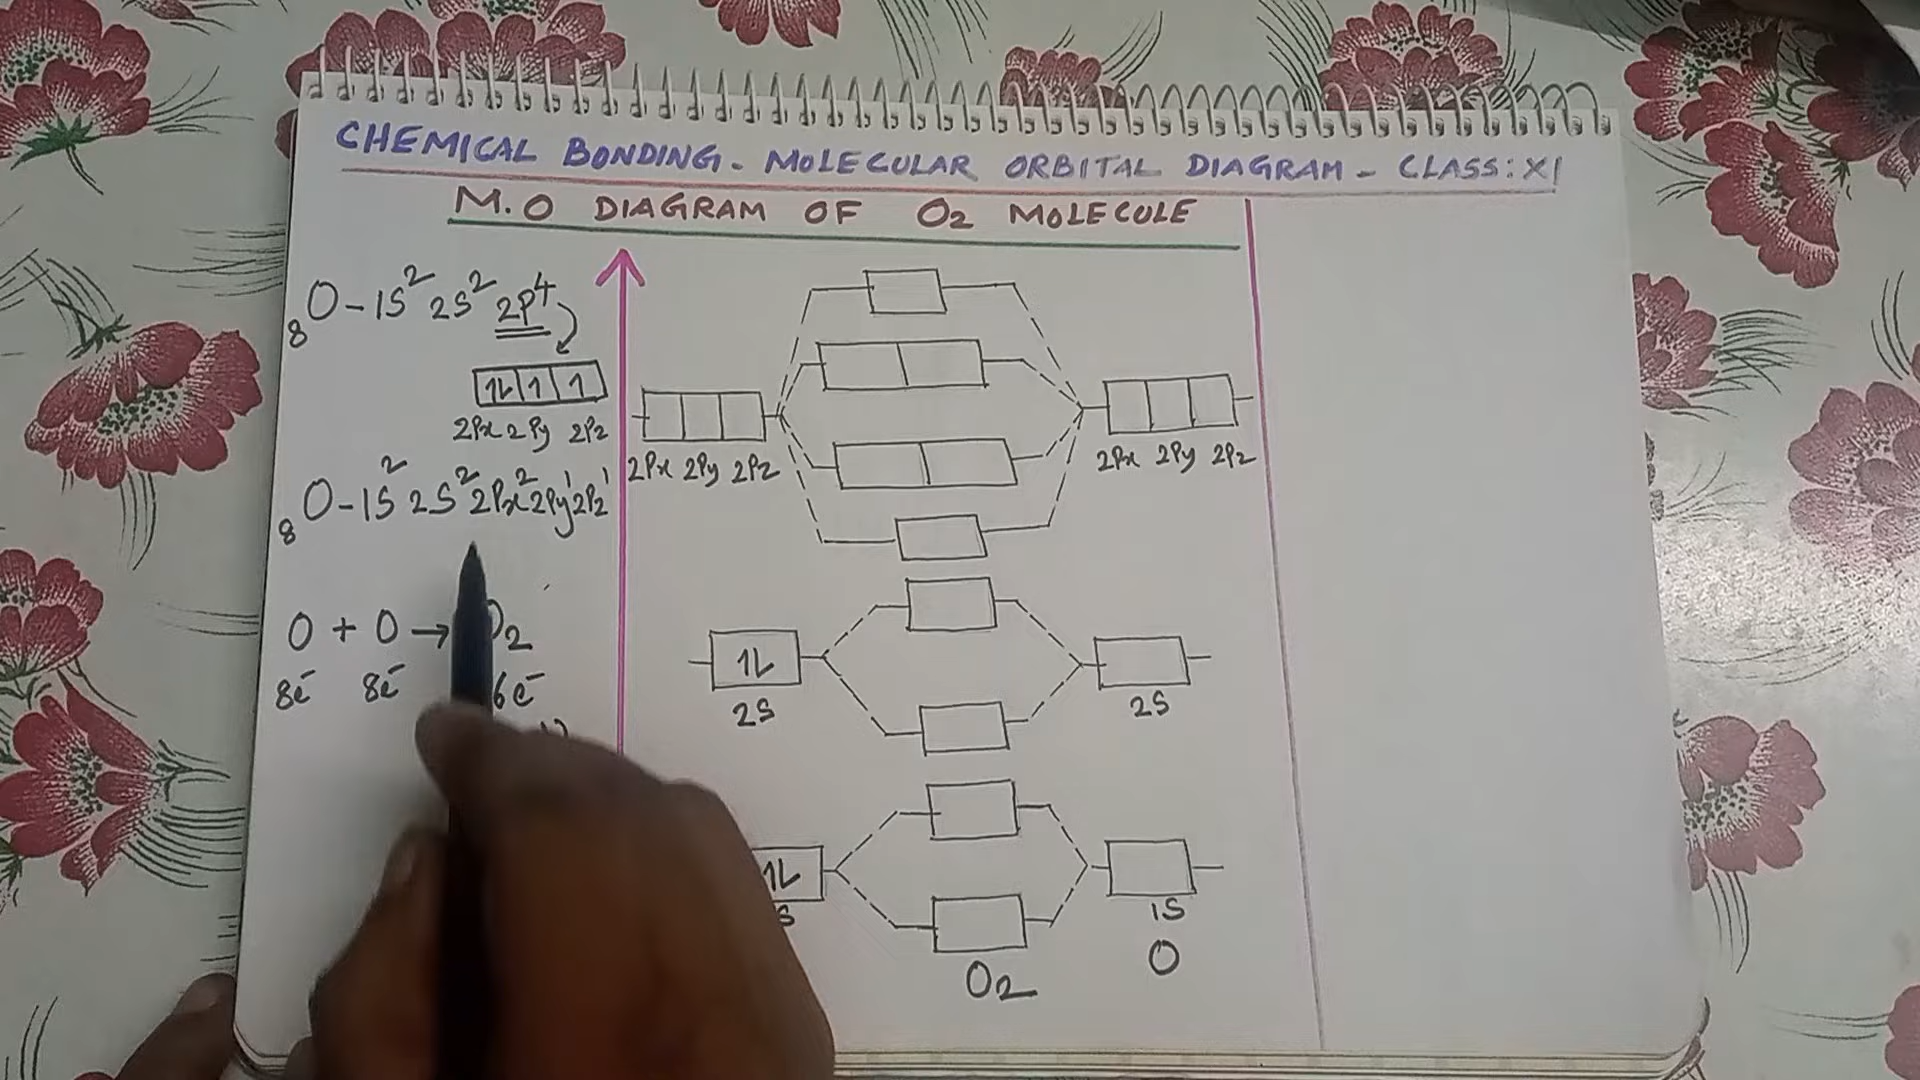 CHEMICAL BONDING - MOLECULAR ORBITAL DIAGRAM - CLASS: XI
M.O DIAGRAM OF O2 MOLECULE
₈O - 1S² 2S² 2P⁴
1L 1 1
2Px 2Py 2Pz
₈O - 1S² 2S² 2Px² 2Py¹ 2Pz¹
O + O → O2
8e⁻ 8e⁻ 6e⁻
2Px 2Py 2Pz
2Px 2Py 2Pz
1L
2S
2S
1L
S
1S
O
O2